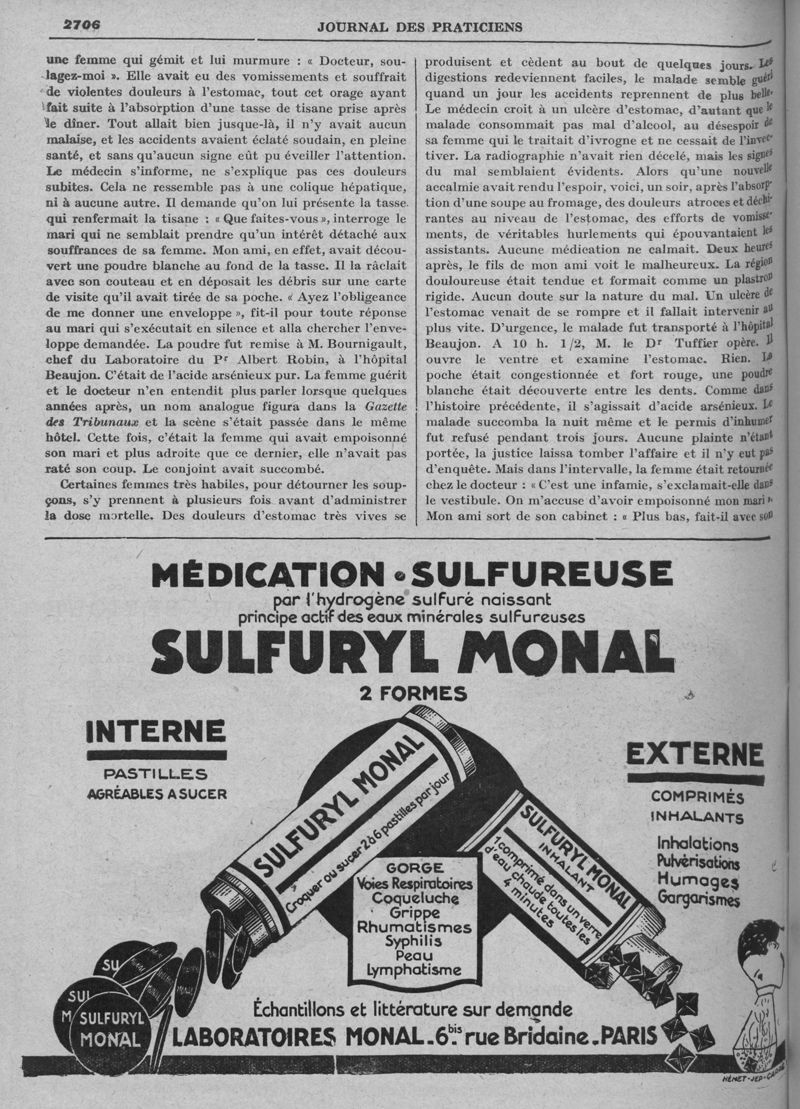 2706
JOURNAL DES PRATICIENS
une femme qui gémit et lui murmure : « Docteur, sou-
lagez-moi ». Elle avait eu des vomissements et souffrait
de violentes douleurs à l'estomac, tout cet orage ayant
fait suite à l'absorption d'une tasse de tisane prise après
le dîner. Tout allait bien jusque-là, il n'y avait aucun
malaise, et les accidents avaient éclaté soudain, en pleine
santé, et sans qu'aucun signe eût pu éveiller l'attention.
Le médecin s'informe, ne s'explique pas ces douleurs
subites. Cela ne ressemble pas à une colique hépatique,
ni à aucune autre. Il demande qu'on lui présente la tasse
qui renfermait la tisane : « Que faites-vous », interroge le
mari qui ne semblait prendre qu'un intérêt détaché aux
souffrances de sa femme. Mon ami, en effet, avait décou-
vert une poudre blanche au fond de la tasse. Il la râclait
avec son couteau et en déposait les débris sur une carte
de visite qu'il avait tirée de sa poche. « Ayez l'obligeance
de me donner une enveloppe », fit-il pour toute réponse
au mari qui s'exécutait en silence et alla chercher l'enve-
loppe demandée. La poudre fut remise à M. Bournigault,
chef du Laboratoire du Pr Albert Robin, à l'hôpital
Beaujon. C'était de l'acide arsénieux pur. La femme guérit
et le docteur n'en entendit plus parler lorsque quelques
années après, un nom analogue figura dans la Gazette
des Tribunaux et la scène s'était passée dans le même
hôtel. Cette fois, c'était la femme qui avait empoisonné
son mari et plus adroite que ce dernier, elle n'avait pas
raté son coup. Le conjoint avait succombé.
Certaines femmes très habiles, pour détourner les soup-
çons, s'y prennent à plusieurs fois avant d'administrer
la dose mortelle. Des douleurs d'estomac très vives se
produisent et cèdent au bout de quelques jours. Les
digestions redeviennent faciles, le malade semble guéri
quand un jour les accidents reprennent de plus belle.
Le médecin croit à un ulcère d'estomac, d'autant que le
malade consommait pas mal d'alcool, au désespoir de
sa femme qui le traitait d'ivrogne et ne cessait de l'invec-
tiver. La radiographie n'avait rien décelé, mais les signes
du mal semblaient évidents. Alors qu'une nouvelle
accalmie avait rendu l'espoir, voici, un soir, après l'absorp-
tion d'une soupe au fromage, des douleurs atroces et déchi-
rantes au niveau de l'estomac, des efforts de vomisse-
ments, de véritables hurlements qui épouvantaient les
assistants. Aucune médication ne calmait. Deux heures
après, le fils de mon ami voit le malheureux. La région
douloureuse était tendue et formait comme un plastron
rigide. Aucun doute sur la nature du mal. Un ulcère de
l'estomac venait de se rompre et il fallait intervenir au
plus vite. D'urgence, le malade fut transporté à l'hôpital
Beaujon. A 10 h. 1/2, M. le Dr Tuffier opère. Il
ouvre le ventre et examine l'estomac. Rien. La
poche était congestionnée et fort rouge, une poudre
blanche était découverte entre les dents. Comme dans
l'histoire précédente, il s'agissait d'acide arsénieux. Le
malade succomba la nuit même et le permis d'inhumer
fut refusé pendant trois jours. Aucune plainte n'étant
portée, la justice laissa tomber l'affaire et il n'y eut pas
d'enquête. Mais dans l'intervalle, la femme était retournée
chez le docteur : « C'est une infamie, s'exclamait-elle dans
le vestibule. On m'accuse d'avoir empoisonné mon mari ».
Mon ami sort de son cabinet : « Plus bas, fait-il avec son
MÉDICATION • SULFUREUSE
par l'hydrogène sulfuré naissant
principe actif des eaux minérales sulfureuses
SULFURYL MONAL
2 FORMES
INTERNE
PASTILLES
AGRÉABLES A SUCER
SULFURYL MONAL
Croquer ou sucer 2 à 6 pastilles par jour
EXTERNE
COMPRIMÉS
INHALANTS
Inhalations
Pulvérisations
Humages
Gargarismes
SULFURYL MONAL
INHALANT
1 comprimé dans un verre
d'eau chaude toutes les
4 minutes
GORGE
Voies Respiratoires
Coqueluche
Grippe
Rhumatismes
Syphilis
Peau
Lymphatisme
SU
SUL
M
SULFURYL
MONAL
Échantillons et littérature sur demande
LABORATOIRES MONAL.6bis rue Bridaine.PARIS
HÉMET-JEP-CARRÉ